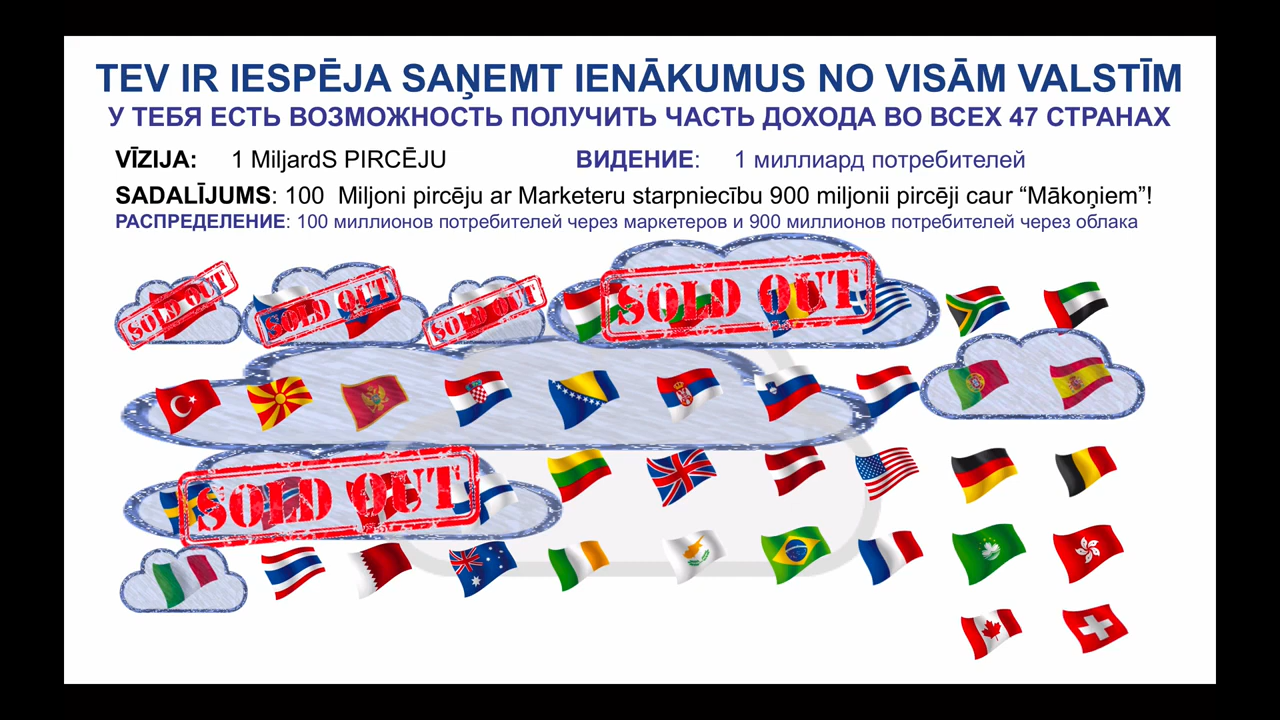 TEV IR IESPĒJA SAŅEMT IENĀKUMUS NO VISĀM VALSTĪM
У ТЕБЯ ЕСТЬ ВОЗМОЖНОСТЬ ПОЛУЧИТЬ ЧАСТЬ ДОХОДА ВО ВСЕХ 47 СТРАНАХ
VĪZIJA: 1 MiljardS PIRCĒJU ВИДЕНИЕ: 1 миллиард потребителей
SADALĪJUMS: 100 Miljoni pircēju ar Marketeru starpniecību 900 miljonii pircēji caur “Mākoņiem”!
РАСПРЕДЕЛЕНИЕ: 100 миллионов потребителей через маркетеров и 900 миллионов потребителей через облака
SOLD OUT
SOLD OUT
SOLD OUT
SOLD OUT
SOLD OUT